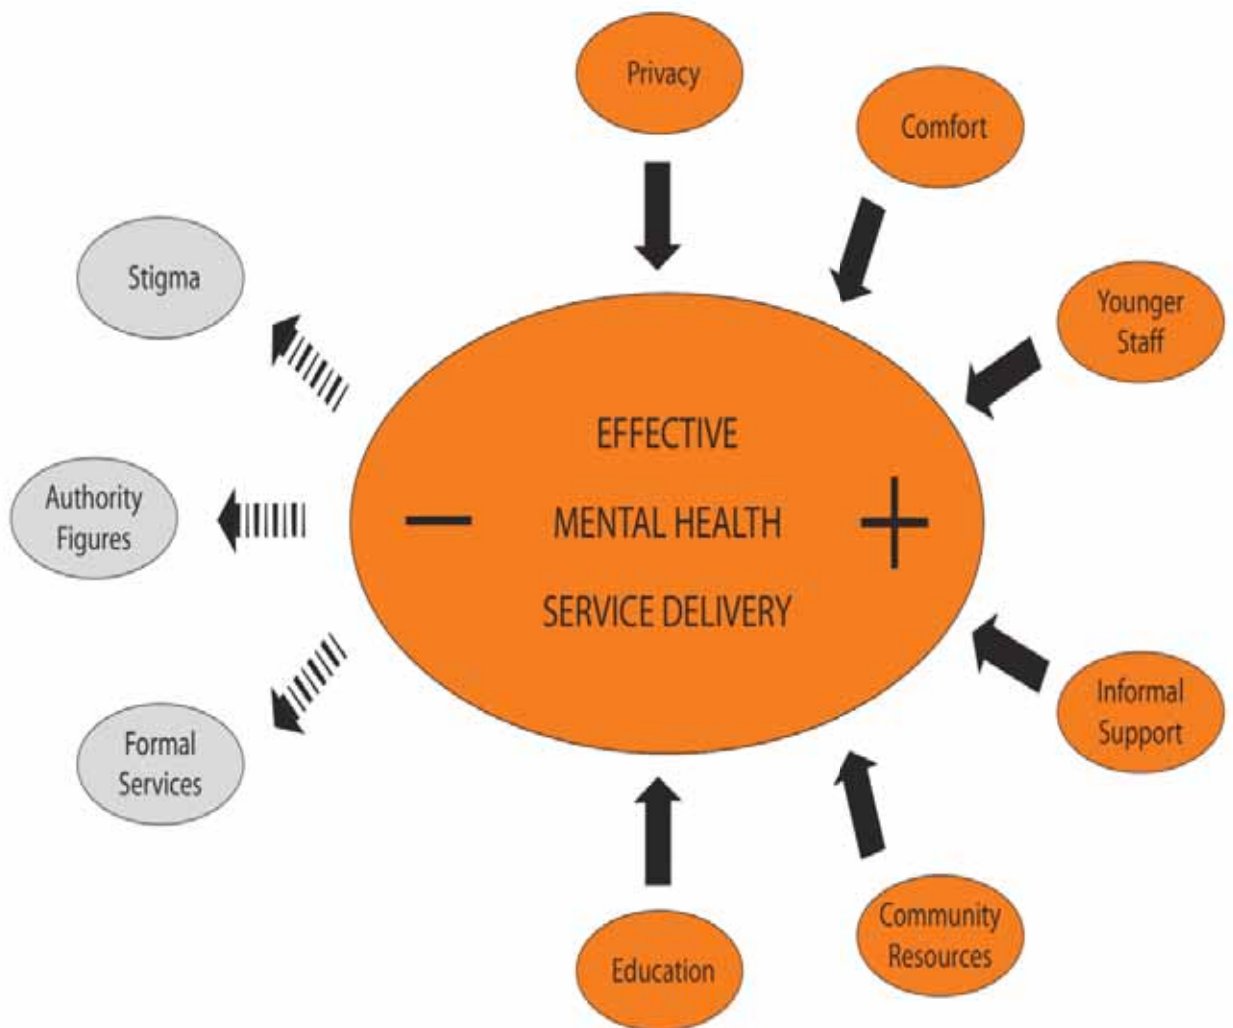 Privacy
Comfort
Stigma
Younger
Staff
EFFECTIVE
Authority
Figures
− MENTAL HEALTH +
SERVICE DELIVERY
Informal
Support
Formal
Services
Community
Resources
Education